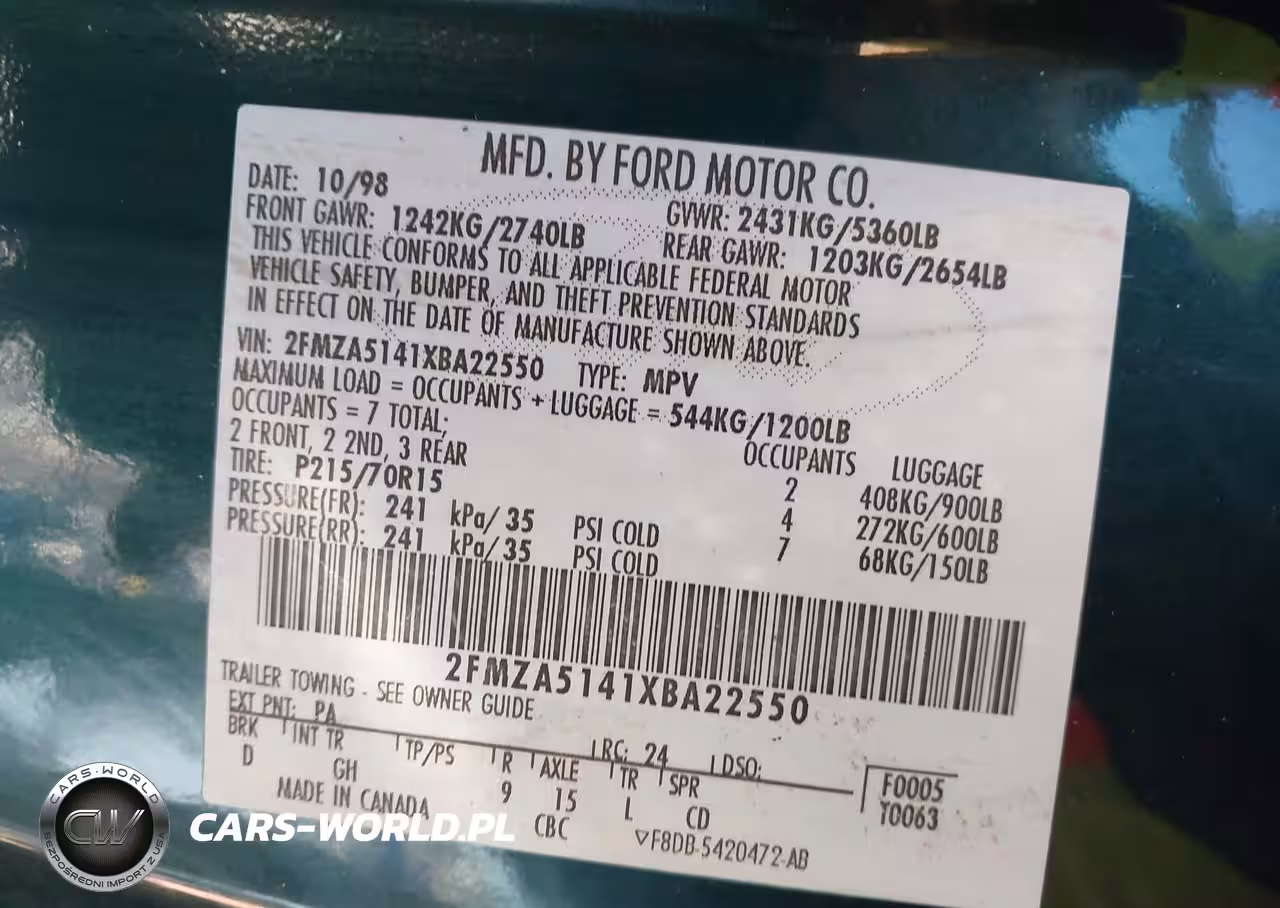 MFD. BY FORD MOTOR CO.
DATE: 10/98
GVWR: 2431KG/5360LB
FRONT GAWR: 1242KG/2740LB
REAR GAWR: 1203KG/2654LB
THIS VEHICLE CONFORMS TO ALL APPLICABLE FEDERAL MOTOR
VEHICLE SAFETY, BUMPER, AND THEFT PREVENTION STANDARDS
IN EFFECT ON THE DATE OF MANUFACTURE SHOWN ABOVE.
VIN: 2FMZA5141XBA22550 TYPE: MPV
MAXIMUM LOAD = OCCUPANTS + LUGGAGE = 544KG/1200LB
OCCUPANTS = 7 TOTAL;
2 FRONT, 2 2ND, 3 REAR
OCCUPANTS LUGGAGE
TIRE: P215/70R15
2 408KG/900LB
PRESSURE(FR): 241 kPa/ 35 PSI COLD
4 272KG/600LB
PRESSURE(RR): 241 kPa/ 35 PSI COLD
7 68KG/150LB
2FMZA5141XBA22550
TRAILER TOWING - SEE OWNER GUIDE
EXT PNT: PA
RC: 24 DSO:
BRK INT TR TP/PS R AXLE TR SPR
F0005
D GH 9 15 L CD
T0063
MADE IN CANADA
CBC
▽F8DB-5420472-AB
CARS-WORLD
CW
BEZPOŚREDNI IMPORT Z USA
CARS-WORLD.PL